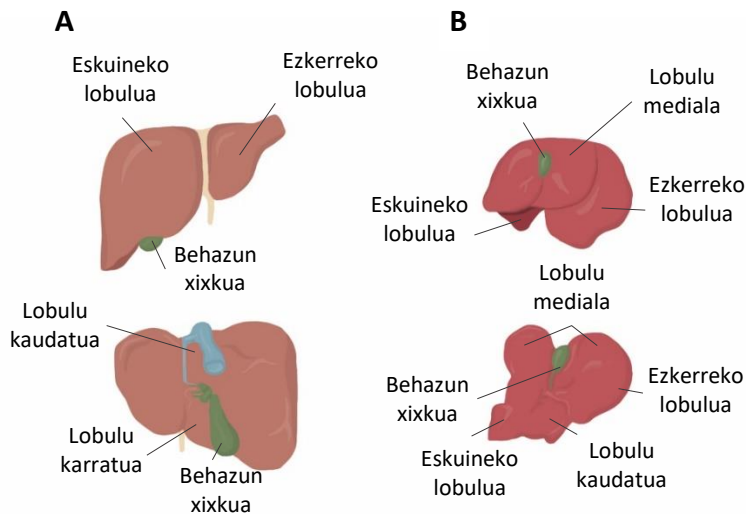 A
Eskuineko
lobulua
Ezkerreko
lobulua
Behazun
xixkua
Lobulu
kaudatua
Lobulu
karratua
Behazun
xixkua
B
Behazun
xixkua
Lobulu
mediala
Eskuineko
lobulua
Ezkerreko
lobulua
Lobulu
mediala
Behazun
xixkua
Ezkerreko
lobulua
Eskuineko
lobulua
Lobulu
kaudatua